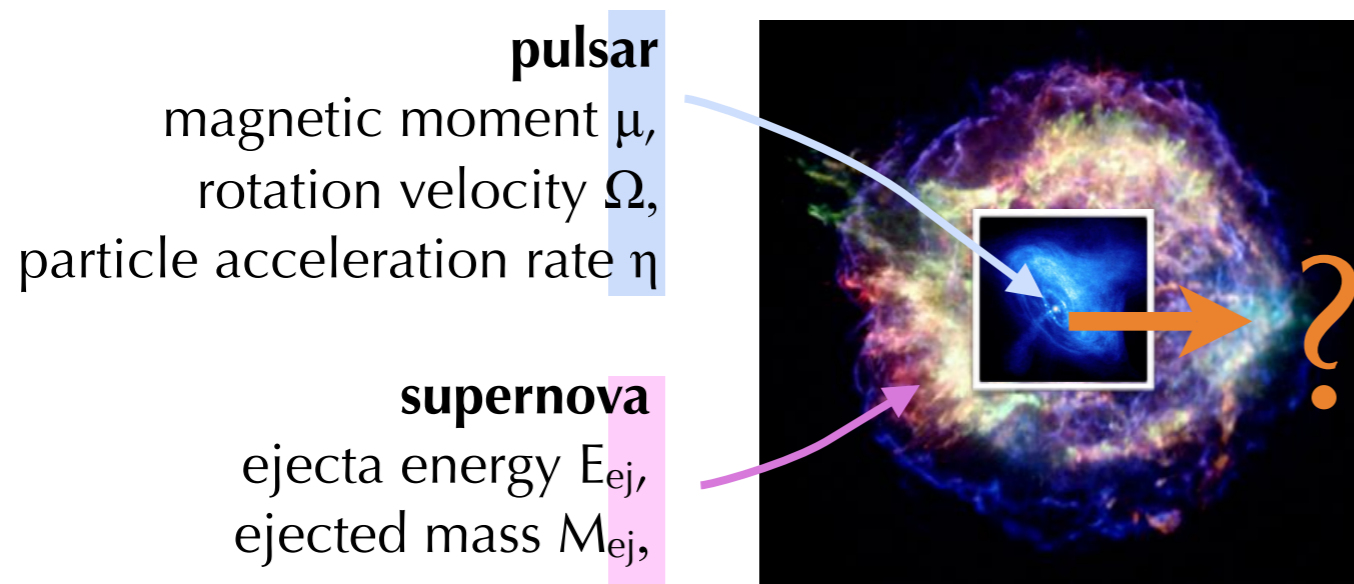 pulsar
magnetic moment μ,
rotation velocity Ω,
particle acceleration rate η
supernova
ejecta energy Eej,
ejected mass Mej,
?